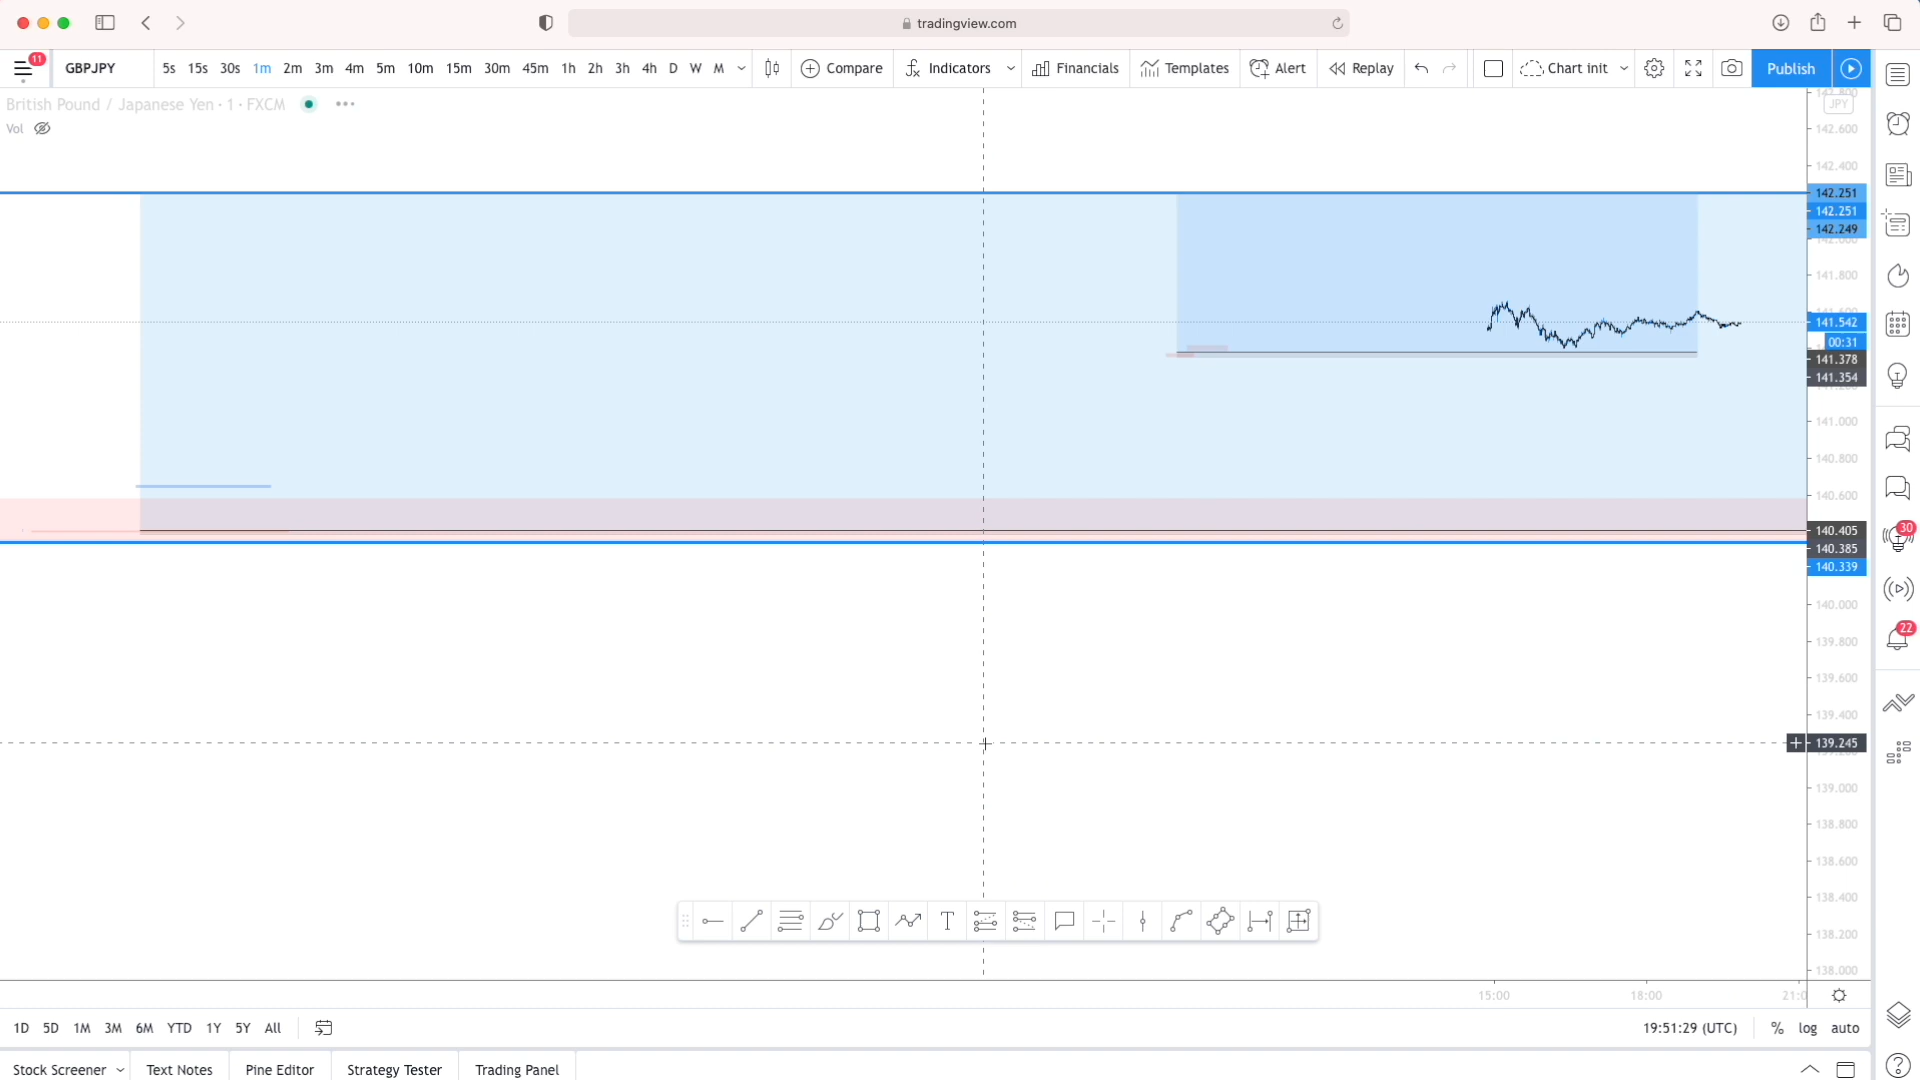 tradingview.com
11
GBPJPY
5s 15s 30s 1m 2m 3m 4m 5m 10m 15m 30m 45m 1h 2h 3h 4h D W M
Compare
Indicators
Financials
Templates
Alert
Replay
Chart init
Publish
British Pound / Japanese Yen · 1 · FXCM
Vol
JPY
142.600
142.400
142.251
142.251
142.249
141.800
141.542
00:31
141.378
141.354
141.000
140.800
140.600
140.405
140.385
140.339
140.000
139.800
139.600
139.400
139.245
139.000
138.800
138.600
138.400
138.200
138.000
30
22
15:00 18:00
1D 5D 1M 3M 6M YTD 1Y 5Y All
19:51:29 (UTC)
% log auto
Stock Screener
Text Notes
Pine Editor
Strategy Tester
Trading Panel